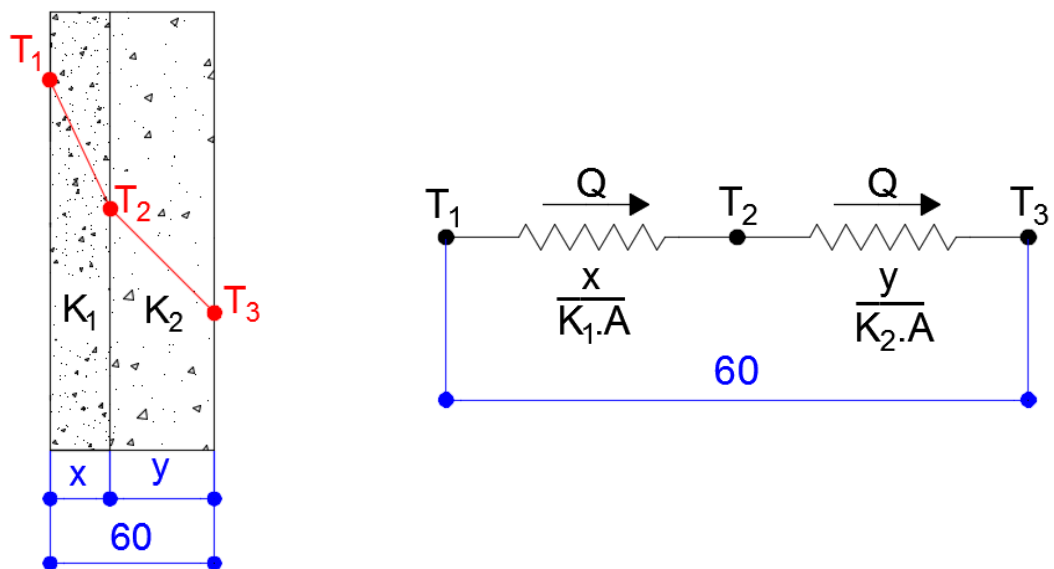 T₁
T₂
K₁ K₂
T₃
x y
60
Q Q
T₁ T₂ T₃
x y
K₁.A K₂.A
60